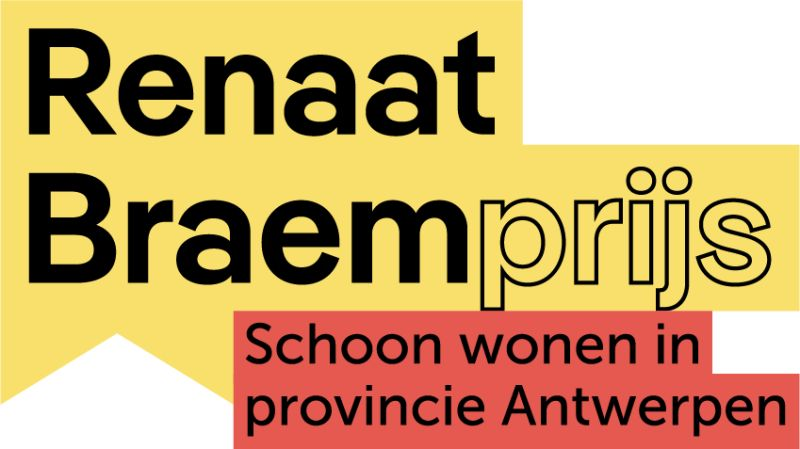 Renaat
Braemprijs
Schoon wonen in
provincie Antwerpen